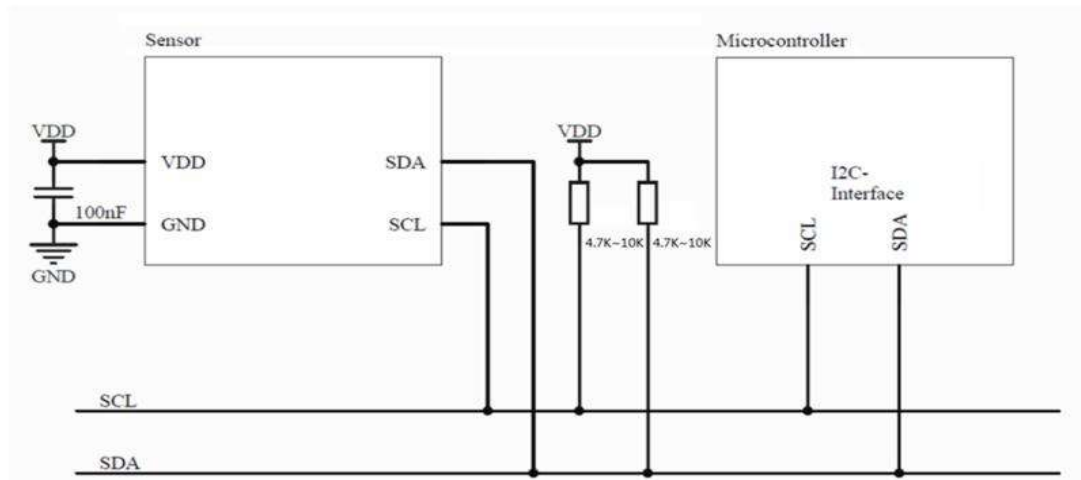 Sensor
Microcontroller
VDD
VDD
VDD
SDA
I2C-
Interface
100nF
GND
SCL
4.7K~10K
4.7K~10K
SCL
SDA
GND
SCL
SDA